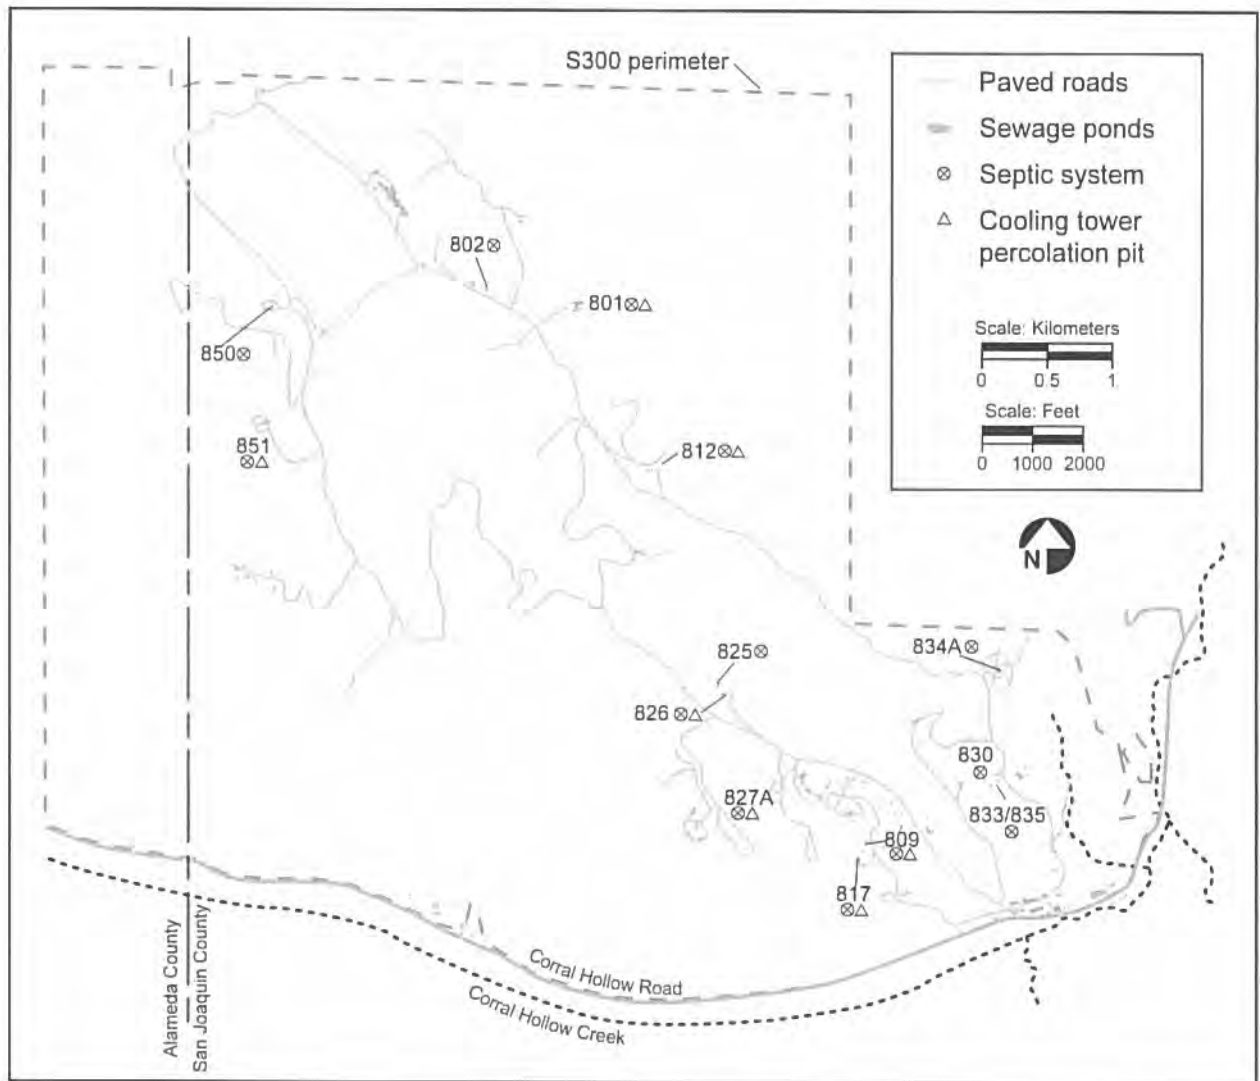 S300 perimeter
Paved roads
Sewage ponds
Septic system
Cooling tower
percolation pit
Scale: Kilometers
0 0.5 1
Scale: Feet
0 1000 2000
N
802
801
850
851
812
825
834A
826
830
827A
833/835
809
817
Corral Hollow Road
Corral Hollow Creek
Alameda County
San Joaquin County